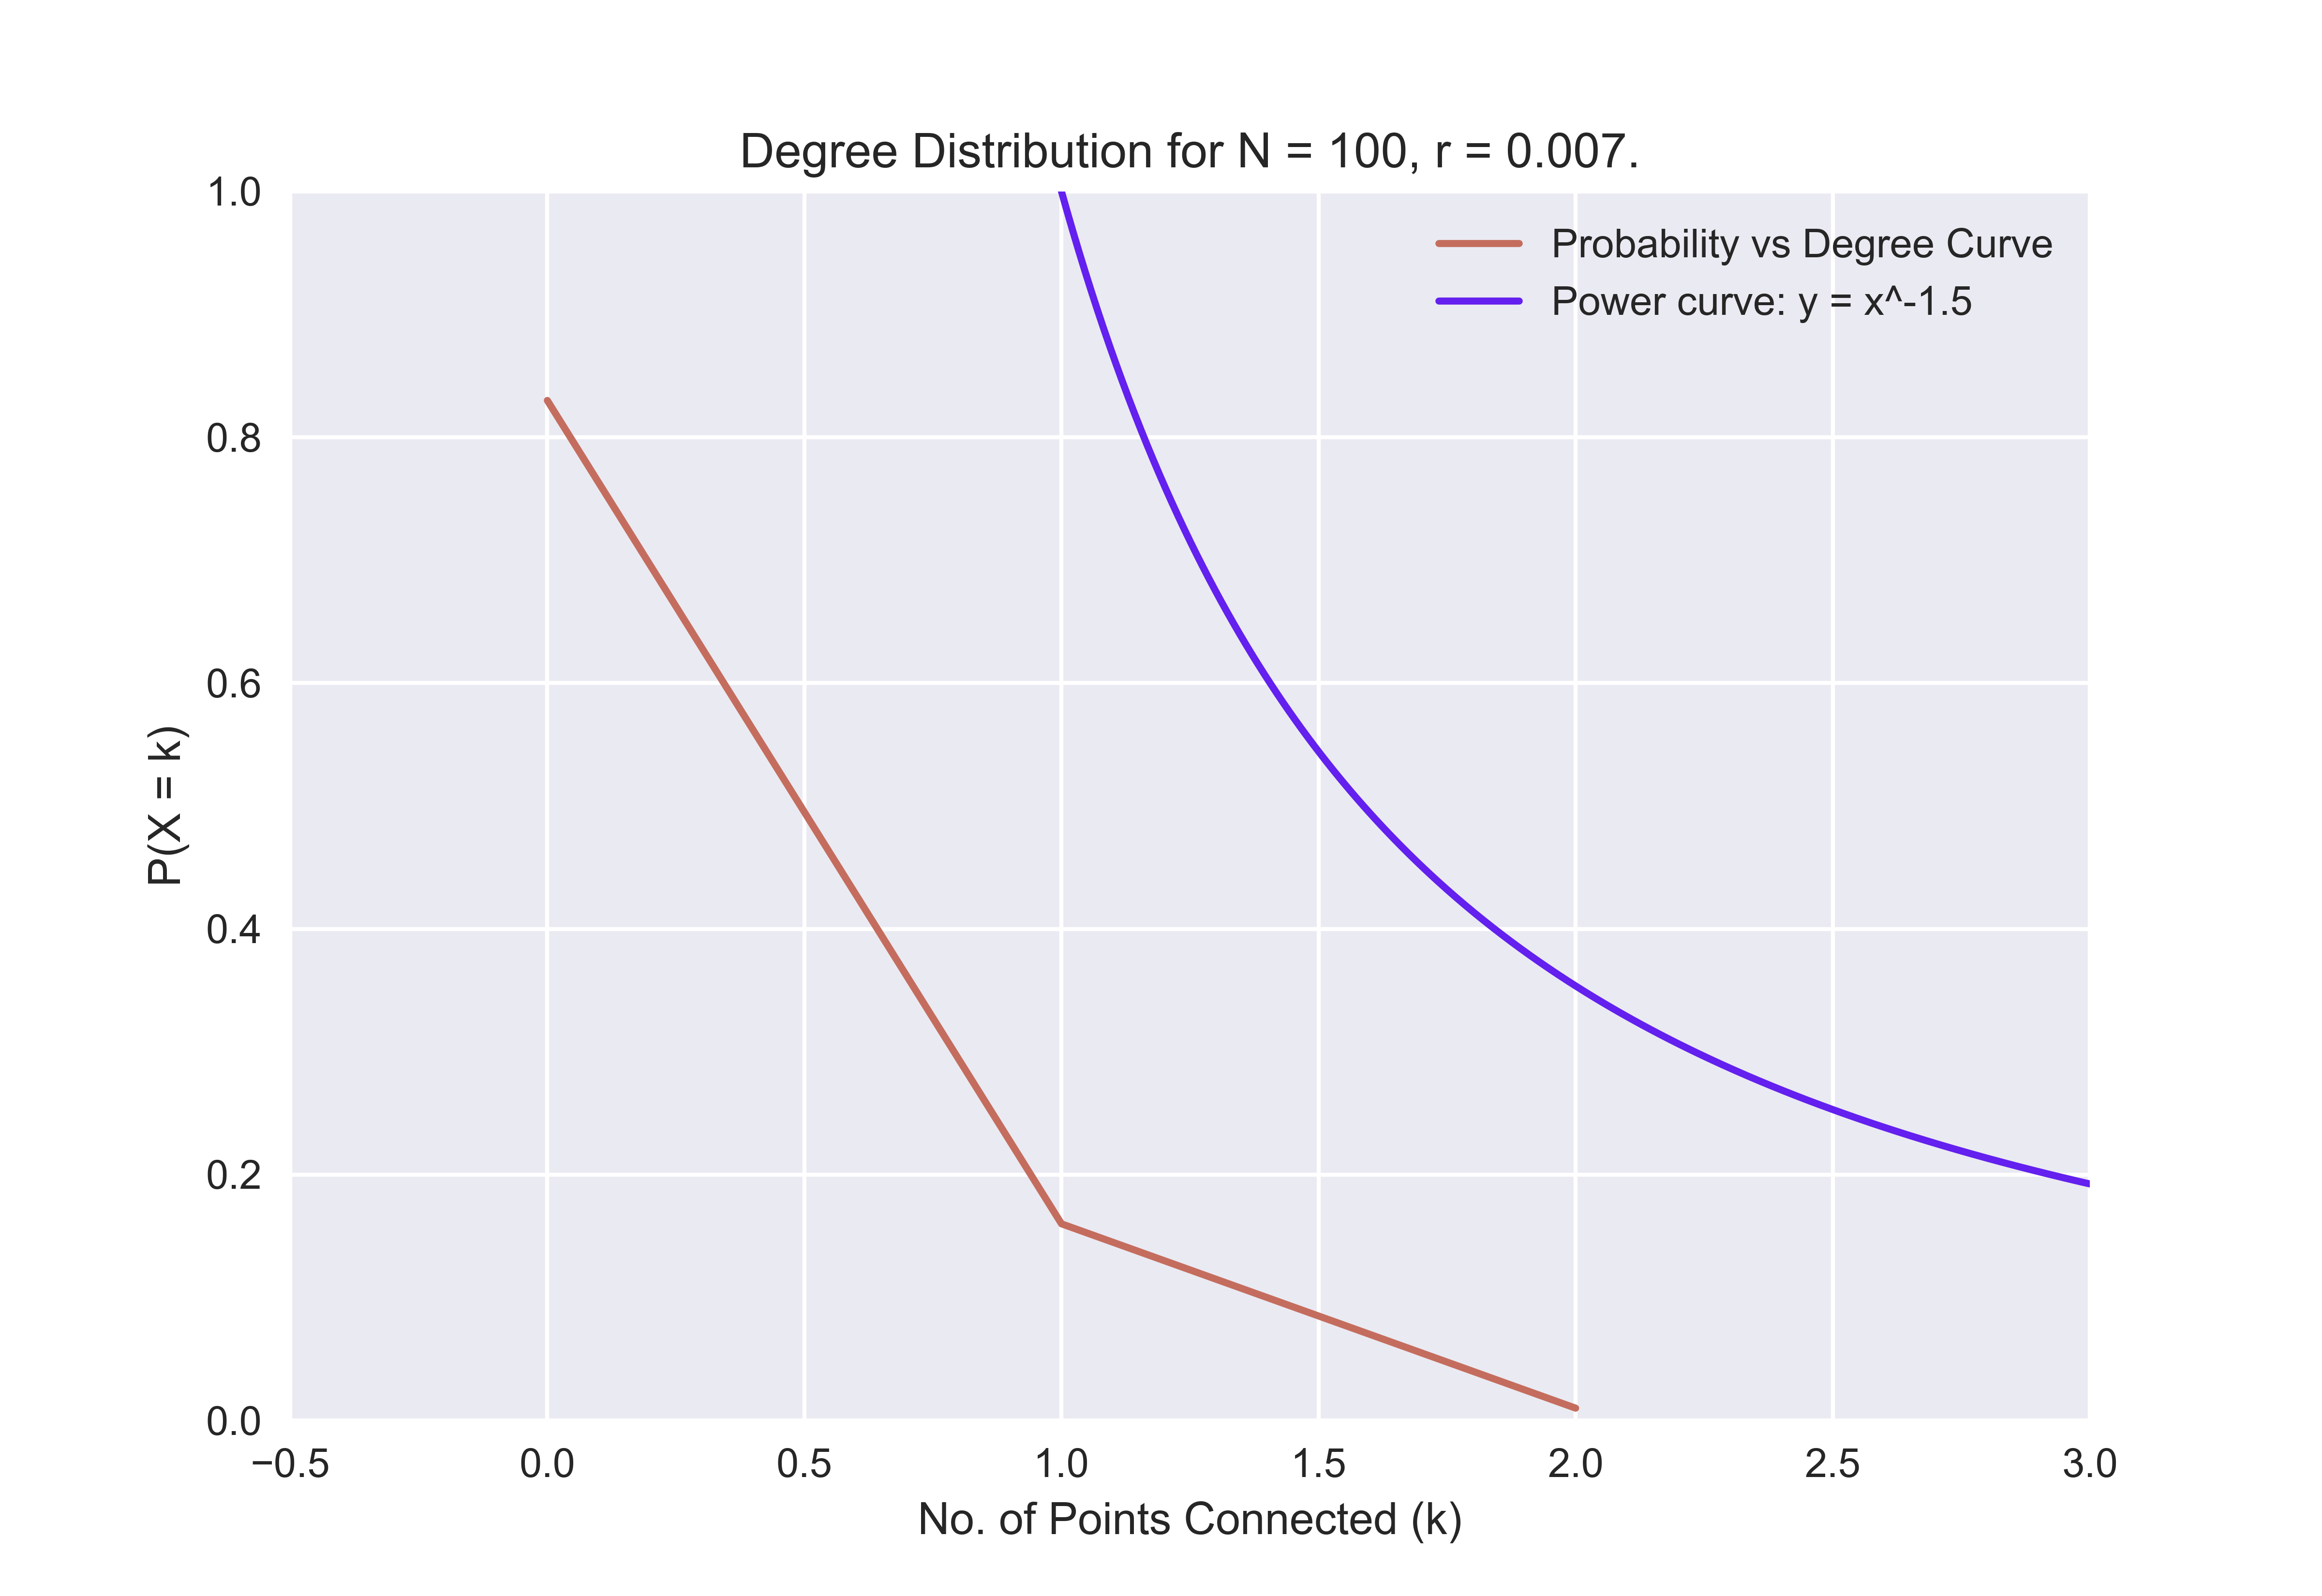 Degree Distribution for N = 100, r = 0.007.
Probability vs Degree Curve
Power curve: y = x^-1.5
P(X = k)
1.0
0.8
0.6
0.4
0.2
0.0
−0.5 0.0 0.5 1.0 1.5 2.0 2.5 3.0
No. of Points Connected (k)